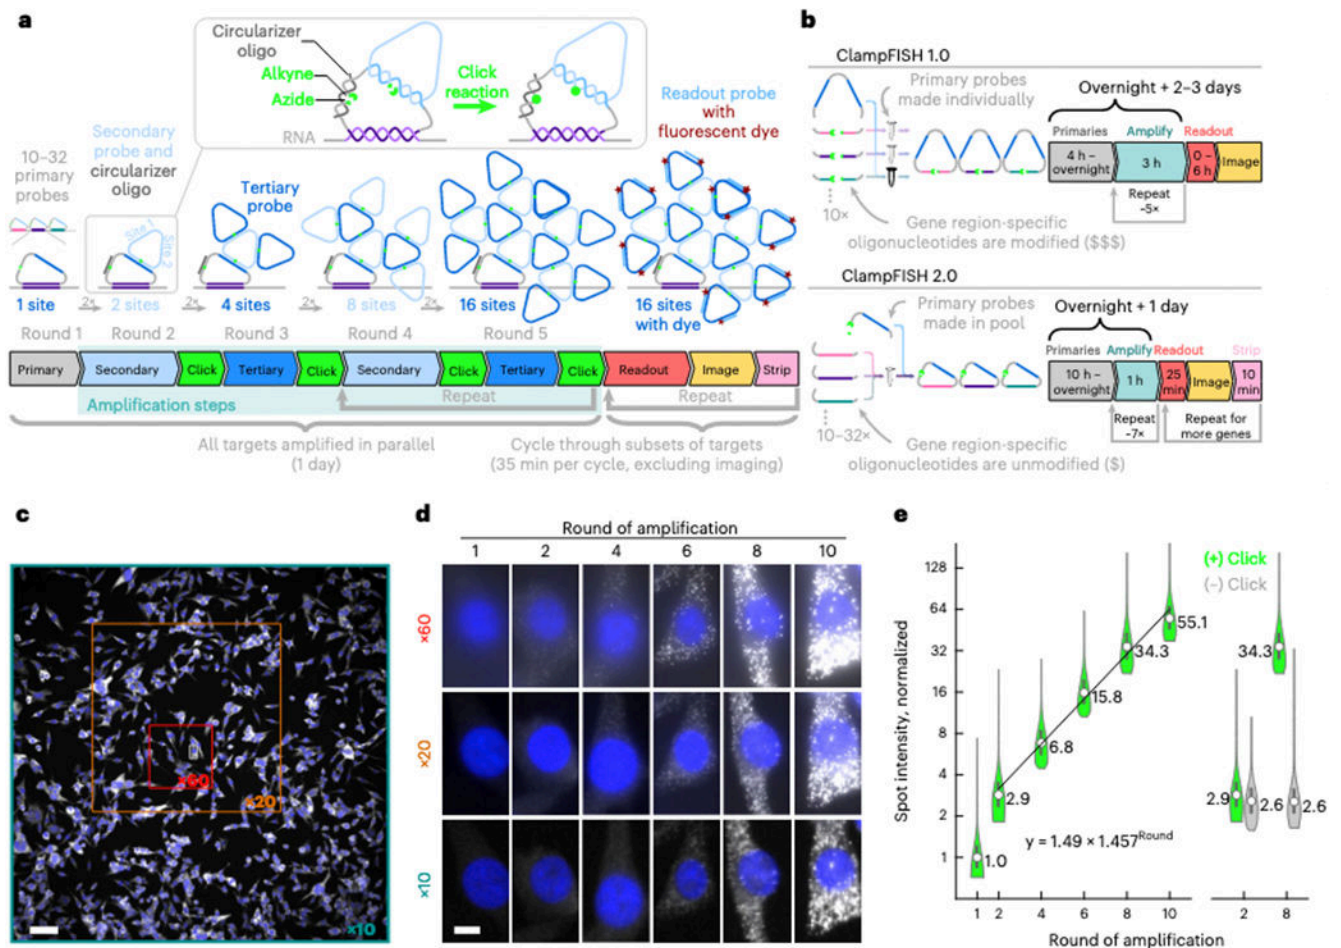 a
Circularizer
oligo
Alkyne
Azide
Click
reaction
RNA
10–32
primary
probes
Secondary
probe and
circularizer
oligo
Site 1
Site 2
Tertiary
probe
Readout probe
with
fluorescent dye
1 site
2×
2 sites
2×
4 sites
2×
8 sites
2×
16 sites
16 sites
with dye
Round 1
Round 2
Round 3
Round 4
Round 5
Primary
Secondary
Click
Tertiary
Click
Secondary
Click
Tertiary
Click
Readout
Image
Strip
Amplification steps
Repeat
Repeat
All targets amplified in parallel
(1 day)
Cycle through subsets of targets
(35 min per cycle, excluding imaging)
b
ClampFISH 1.0
Primary probes
made individually
10×
Gene region-specific
oligonucleotides are modified ($$$)
Overnight + 2–3 days
Primaries
Amplify
Readout
4 h –
overnight
3 h
0 –
6 h
Image
Repeat
~5×
ClampFISH 2.0
Primary probes
made in pool
10–32×
Gene region-specific
oligonucleotides are unmodified ($)
Overnight + 1 day
Primaries
Amplify
Readout
Strip
10 h –
overnight
1 h
25
min
Image
10
min
Repeat
~7×
Repeat for
more genes
c
×60
×20
×10
d
Round of amplification
1 2 4 6 8 10
×60
×20
×10
e
Spot intensity, normalized
128
64
32
16
8
4
2
1
(+) Click
(–) Click
1.0
2.9
6.8
15.8
34.3
55.1
y = 1.49 × 1.457^Round
34.3
2.9
2.6
2.6
1 2 4 6 8 10
2 8
Round of amplification